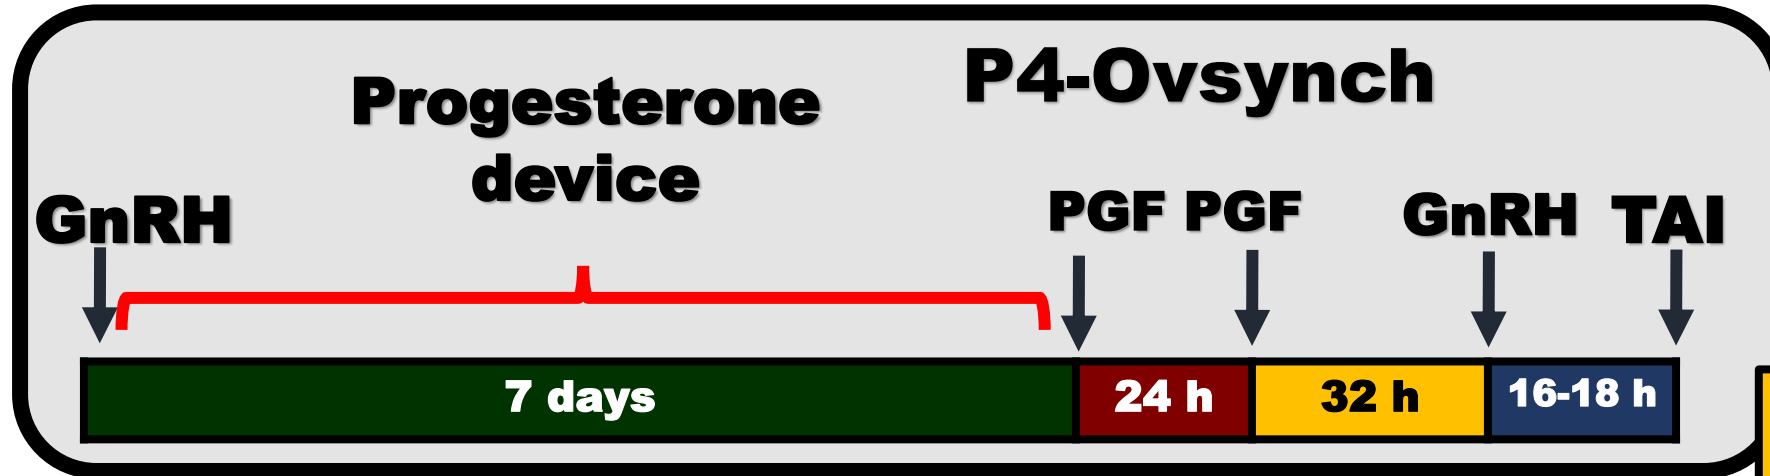 P4-Ovsynch
Progesterone
device
GnRH
PGF PGF
GnRH
TAI
7 days
24 h
32 h
16-18 h